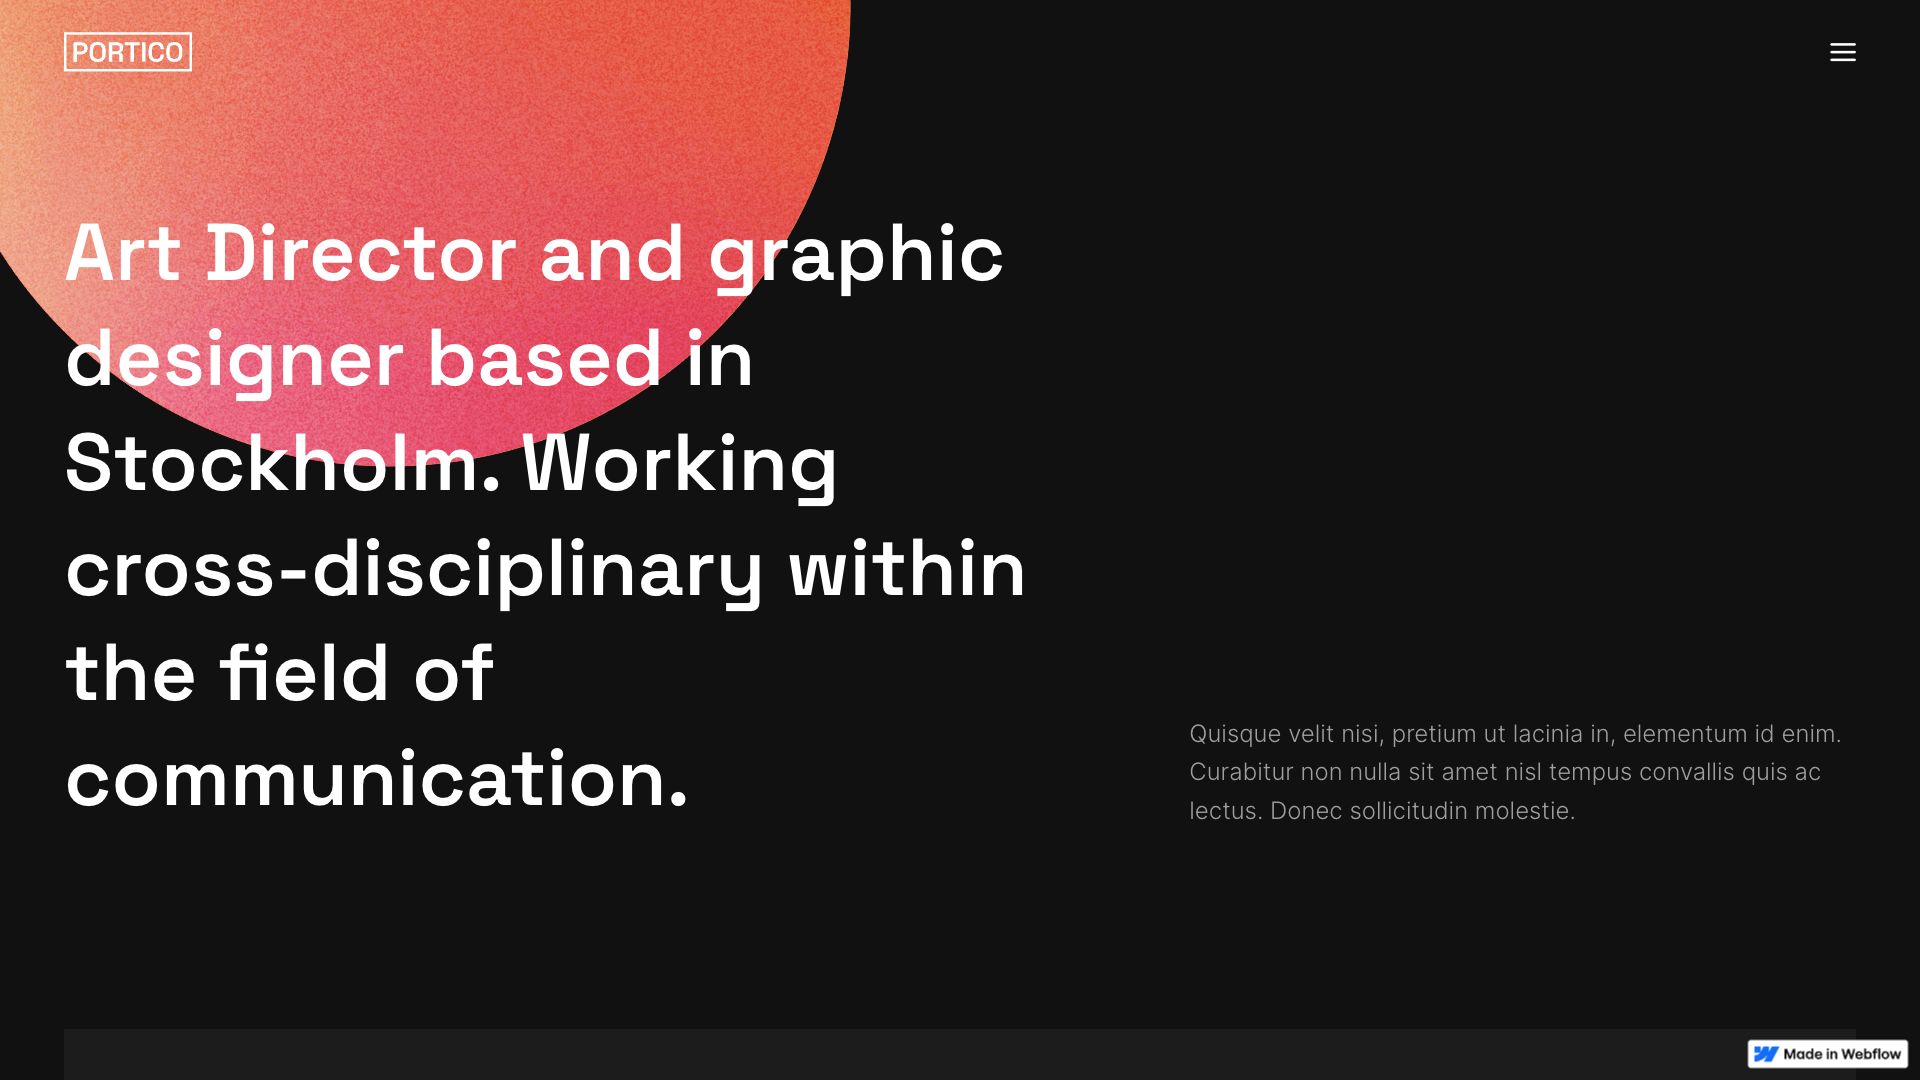 PORTICO
Art Director and graphic
designer based in
Stockholm. Working
cross-disciplinary within
the field of
communication.
Quisque velit nisi, pretium ut lacinia in, elementum id enim.
Curabitur non nulla sit amet nisl tempus convallis quis ac
lectus. Donec sollicitudin molestie.
Made in Webflow